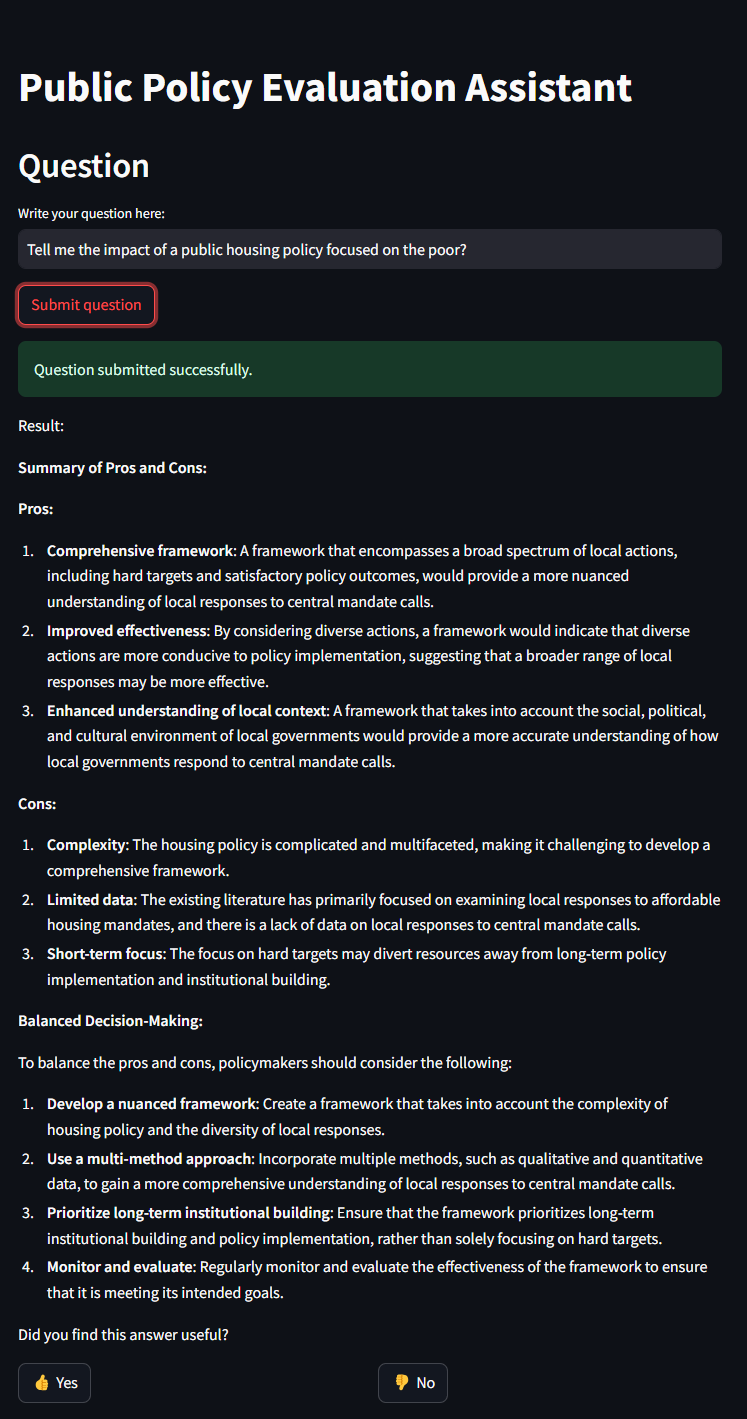 Public Policy Evaluation Assistant
Question
Write your question here:
Tell me the impact of a public housing policy focused on the poor?
Submit question
Question submitted successfully.
Result:
Summary of Pros and Cons:
Pros:
1. Comprehensive framework: A framework that encompasses a broad spectrum of local actions,
including hard targets and satisfactory policy outcomes, would provide a more nuanced
understanding of local responses to central mandate calls.
2. Improved effectiveness: By considering diverse actions, a framework would indicate that diverse
actions are more conducive to policy implementation, suggesting that a broader range of local
responses may be more effective.
3. Enhanced understanding of local context: A framework that takes into account the social, political,
and cultural environment of local governments would provide a more accurate understanding of how
local governments respond to central mandate calls.
Cons:
1. Complexity: The housing policy is complicated and multifaceted, making it challenging to develop a
comprehensive framework.
2. Limited data: The existing literature has primarily focused on examining local responses to affordable
housing mandates, and there is a lack of data on local responses to central mandate calls.
3. Short-term focus: The focus on hard targets may divert resources away from long-term policy
implementation and institutional building.
Balanced Decision-Making:
To balance the pros and cons, policymakers should consider the following:
1. Develop a nuanced framework: Create a framework that takes into account the complexity of
housing policy and the diversity of local responses.
2. Use a multi-method approach: Incorporate multiple methods, such as qualitative and quantitative
data, to gain a more comprehensive understanding of local responses to central mandate calls.
3. Prioritize long-term institutional building: Ensure that the framework prioritizes long-term
institutional building and policy implementation, rather than solely focusing on hard targets.
4. Monitor and evaluate: Regularly monitor and evaluate the effectiveness of the framework to ensure
that it is meeting its intended goals.
Did you find this answer useful?
👍 Yes
👎 No